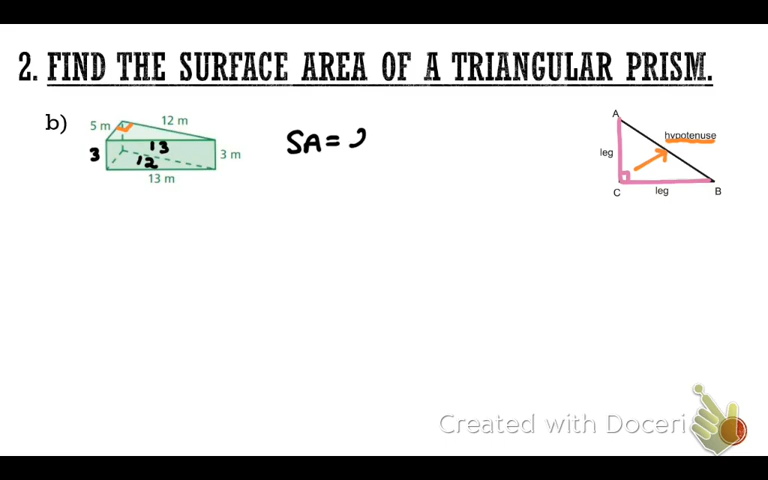 2. FIND THE SURFACE AREA OF A TRIANGULAR PRISM.
b)
5 m
12 m
3
13
12
3 m
13 m
SA = 2
A
hypotenuse
leg
C
leg
B
Created with Doceri